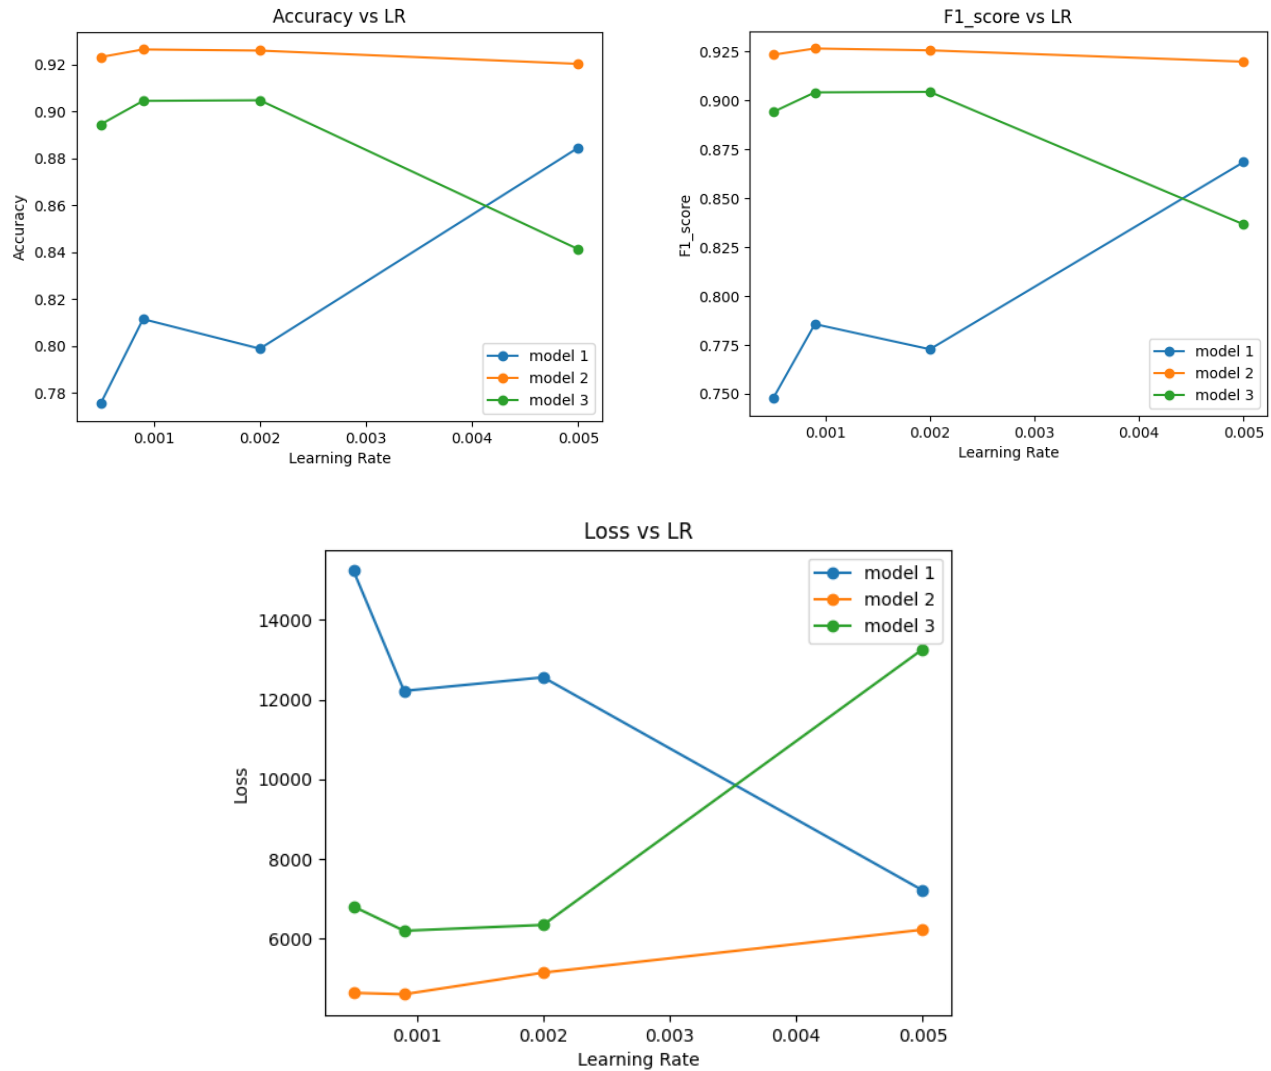 Accuracy vs LR
Accuracy
0.92
0.90
0.88
0.86
0.84
0.82
0.80
0.78
0.001 0.002 0.003 0.004 0.005
Learning Rate
model 1
model 2
model 3
F1_score vs LR
F1_score
0.925
0.900
0.875
0.850
0.825
0.800
0.775
0.750
0.001 0.002 0.003 0.004 0.005
Learning Rate
model 1
model 2
model 3
Loss vs LR
Loss
14000
12000
10000
8000
6000
0.001 0.002 0.003 0.004 0.005
Learning Rate
model 1
model 2
model 3